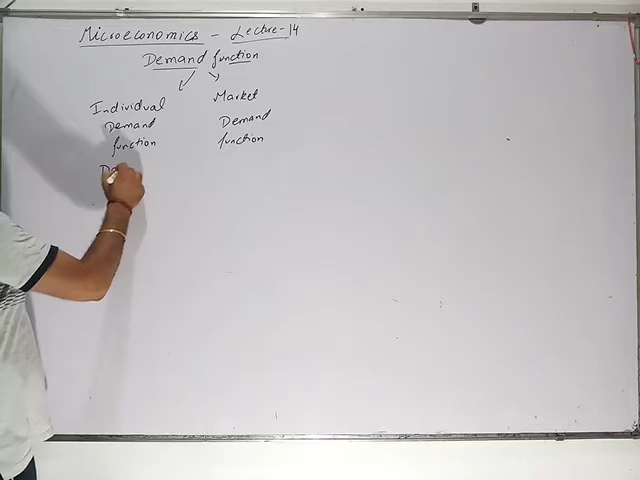 Microeconomics - Lecture-14
Demand function
Individual Market
Demand Demand
function function